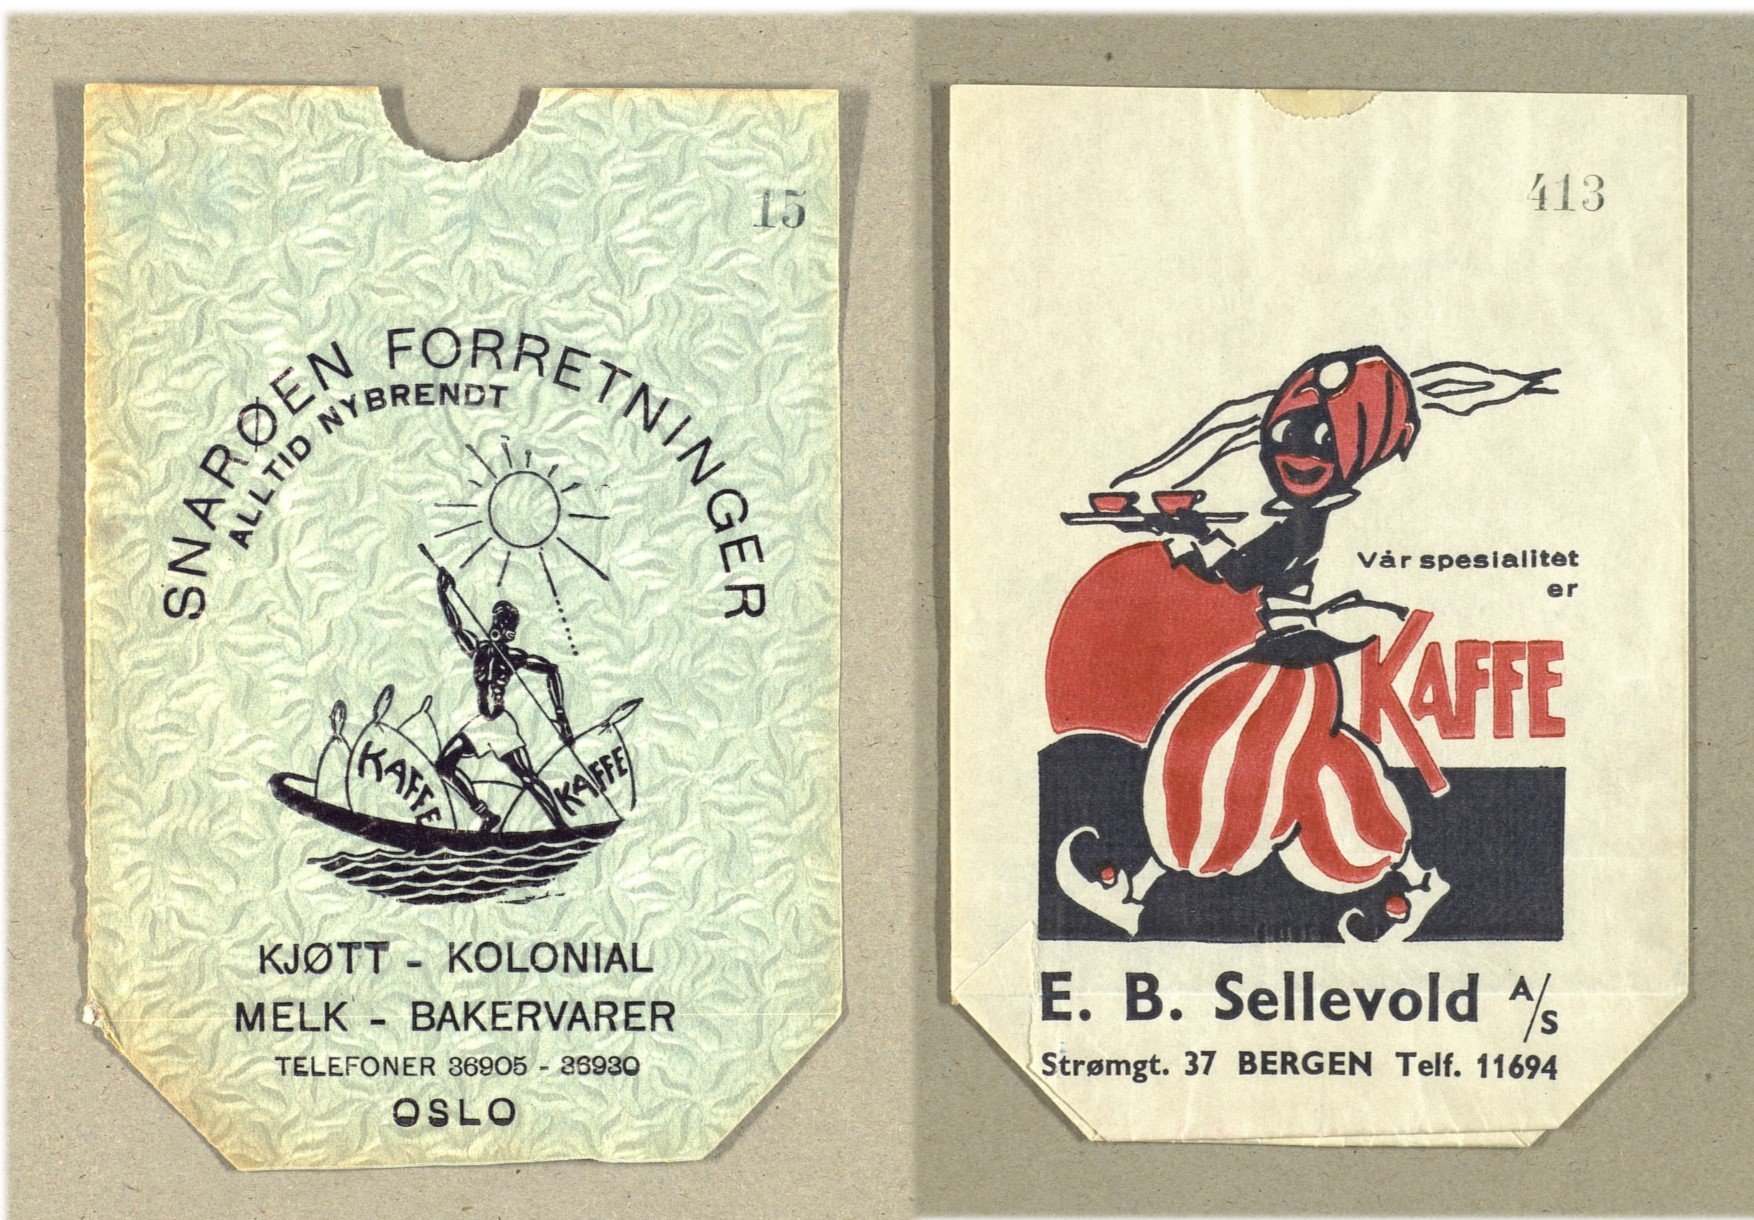 15
SNARØEN FORRETNINGER
ALLTID NYBRENDT
KAFFE
KAFFE
KJØTT - KOLONIAL
MELK - BAKERVARER
TELEFONER 36905 - 36930
OSLO
413
Vår spesialitet
er
KAFFE
E. B. Sellevold A/S
Strømgt. 37 BERGEN Telf. 11694